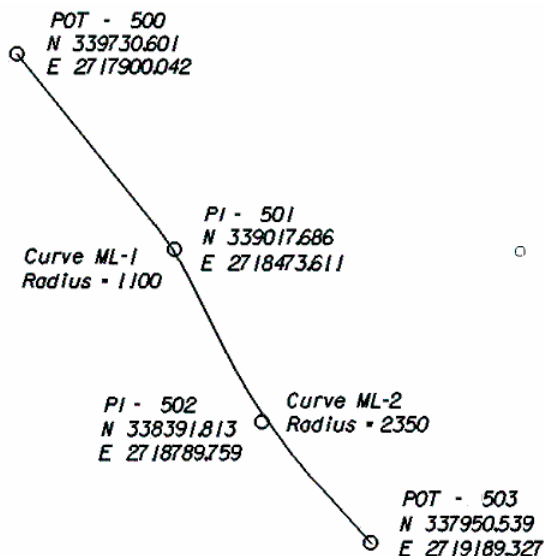 POT - 500
N 339730.601
E 2717900.042
PI - 501
N 339017.686
E 2718473.611
Curve ML-1
Radius = 1100
PI - 502
N 338391.813
E 2718789.759
Curve ML-2
Radius = 2350
POT - 503
N 337950.539
E 2719189.327